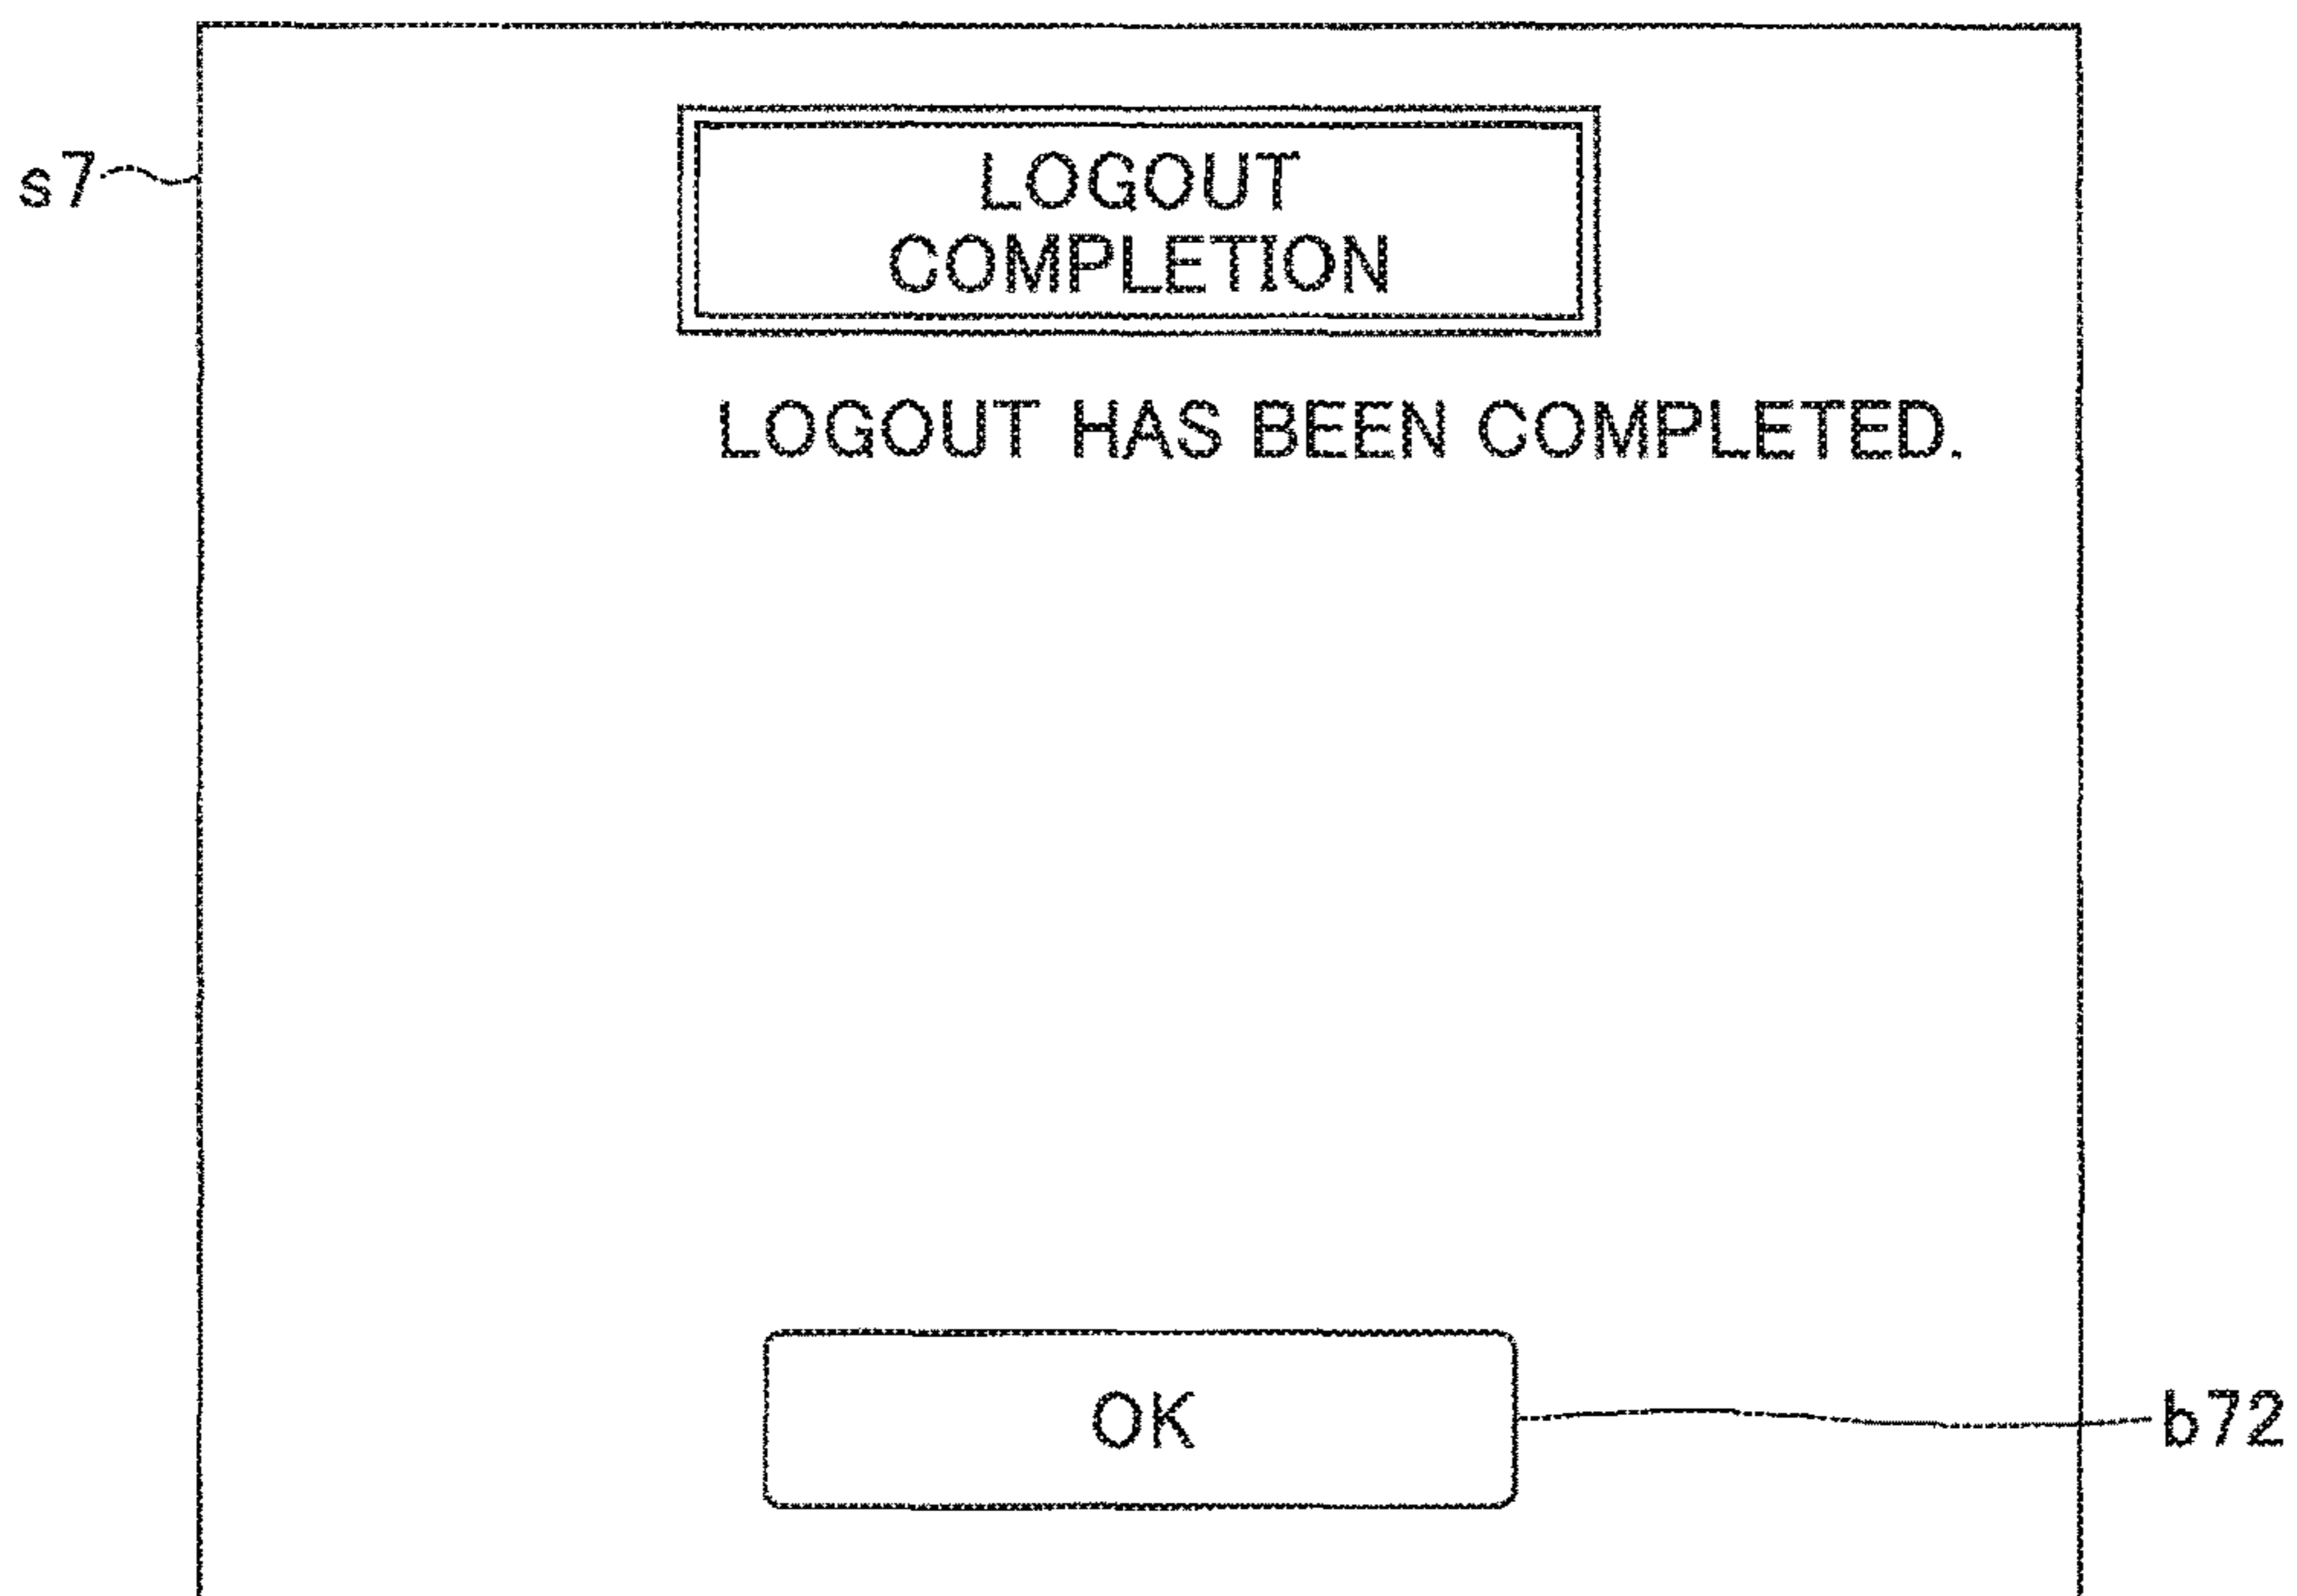 s7
LOGOUT
COMPLETION
LOGOUT HAS BEEN COMPLETED.
OK
b72